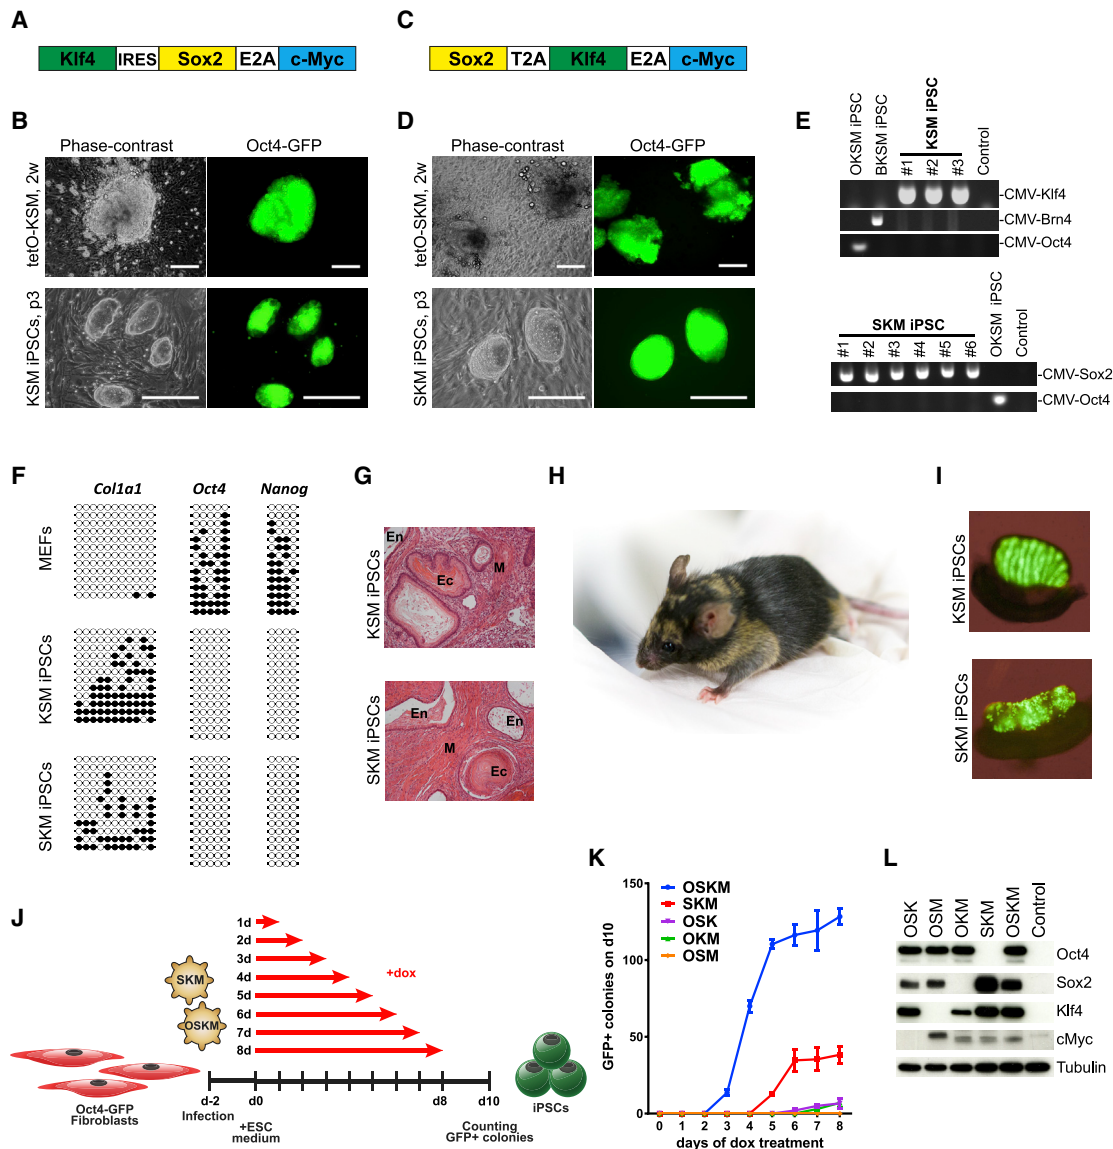 A
Klf4 IRES Sox2 E2A c-Myc
C
Sox2 T2A Klf4 E2A c-Myc
B
Phase-contrast Oct4-GFP
tetO-KSM, 2w
KSM iPSCs, p3
D
Phase-contrast Oct4-GFP
tetO-SKM, 2w
SKM iPSCs, p3
E
OKSM iPSC
BKSM iPSC
KSM iPSC
#1 #2 #3
Control
-CMV-Klf4
-CMV-Brn4
-CMV-Oct4
SKM iPSC
#1 #2 #3 #4 #5 #6
OKSM iPSC
Control
-CMV-Sox2
-CMV-Oct4
F
Col1a1 Oct4 Nanog
MEFs
KSM iPSCs
SKM iPSCs
G
KSM iPSCs
En
Ec
M
SKM iPSCs
En
En
M
Ec
H
I
KSM iPSCs
SKM iPSCs
J
1d
2d
3d
4d
5d
6d
7d
8d
+dox
SKM
OSKM
Oct4-GFP
Fibroblasts
d-2 d0 d8 d10
Infection
+ESC
medium
Counting
GFP+ colonies
iPSCs
K
GFP+ colonies on d10
150
100
50
0
OSKM
SKM
OSK
OKM
OSM
0 1 2 3 4 5 6 7 8
days of dox treatment
L
OSK OSM OKM SKM OSKM Control
Oct4
Sox2
Klf4
cMyc
Tubulin